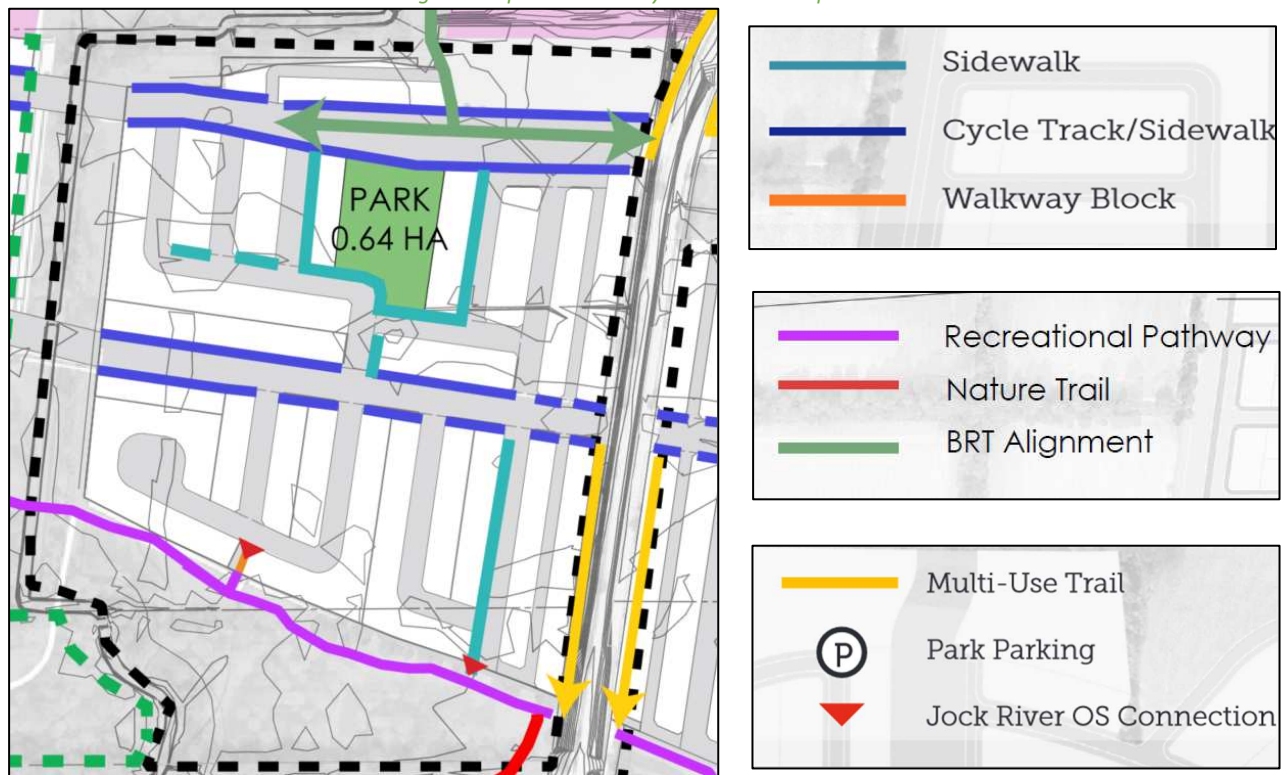 PARK
0.64 HA
Sidewalk
Cycle Track/Sidewalk
Walkway Block
Recreational Pathway
Nature Trail
BRT Alignment
Multi-Use Trail
P
Park Parking
Jock River OS Connection